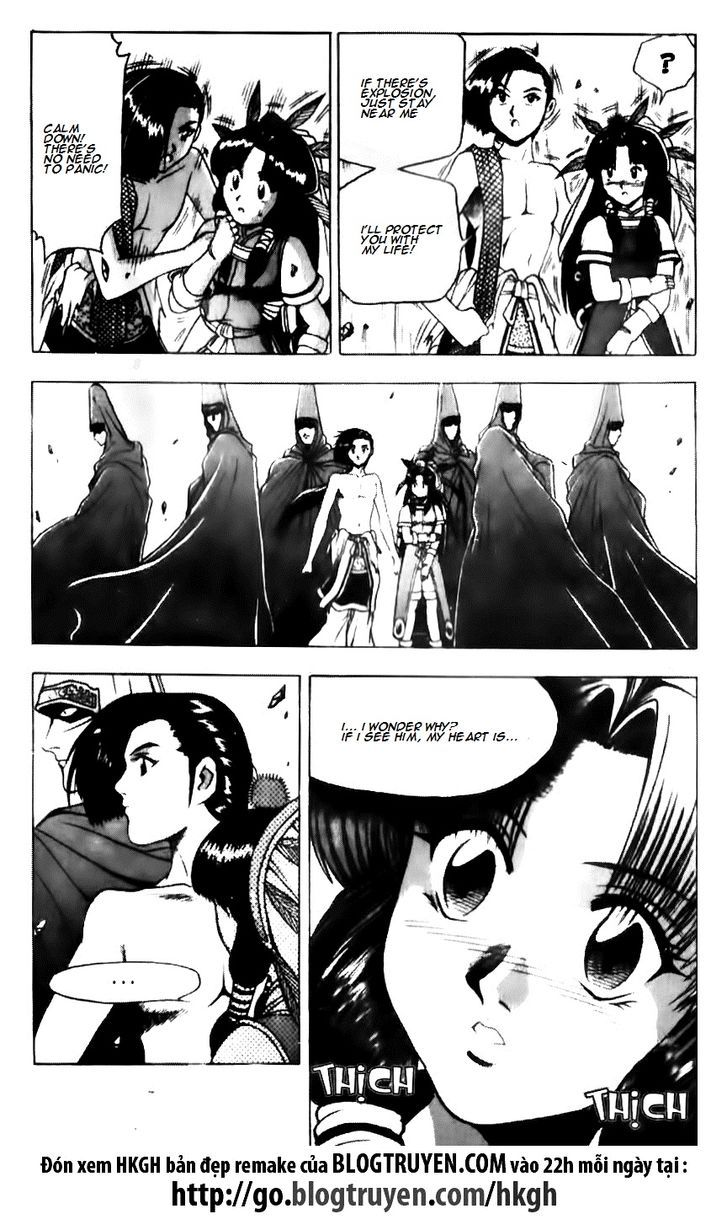 CALM
DOWN!
THERE'S
NO NEED
TO PANIC!
IF THERE'S
EXPLOSION,
JUST STAY
NEAR ME
?
I'LL PROTECT
YOU WITH
MY LIFE!
...
I... I WONDER WHY?
IF I SEE HIM, MY HEART IS...
THỊCH
THỊCH
Đón xem HKGH bản đẹp remake của BLOGTRUYEN.COM vào 22h mỗi ngày tại :
http://go.blogtruyen.com/hkgh